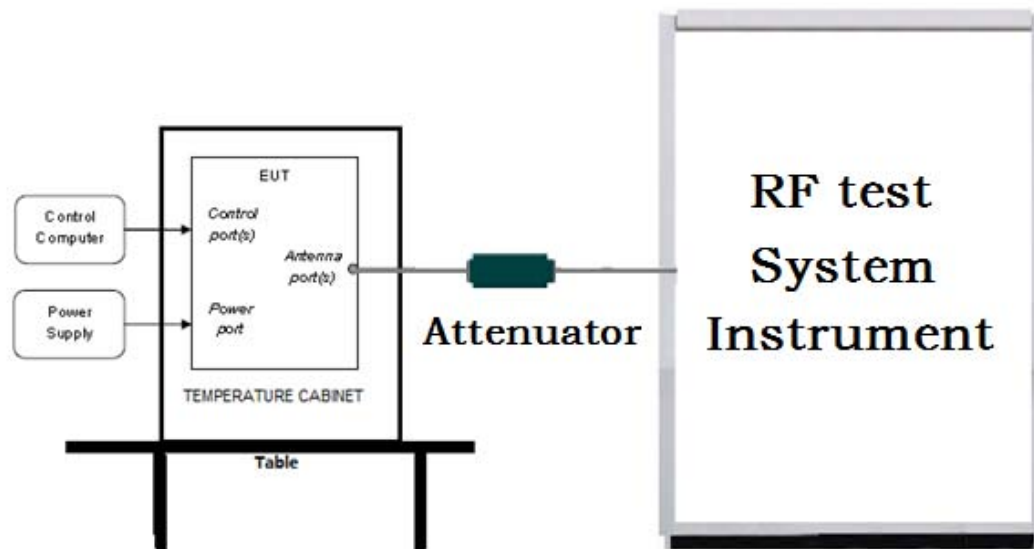 Control
Computer
Power
Supply
EUT
Control
port(s)
Antenna
port(s)
Power
port
TEMPERATURE CABINET
Table
Attenuator
RF test
System
Instrument